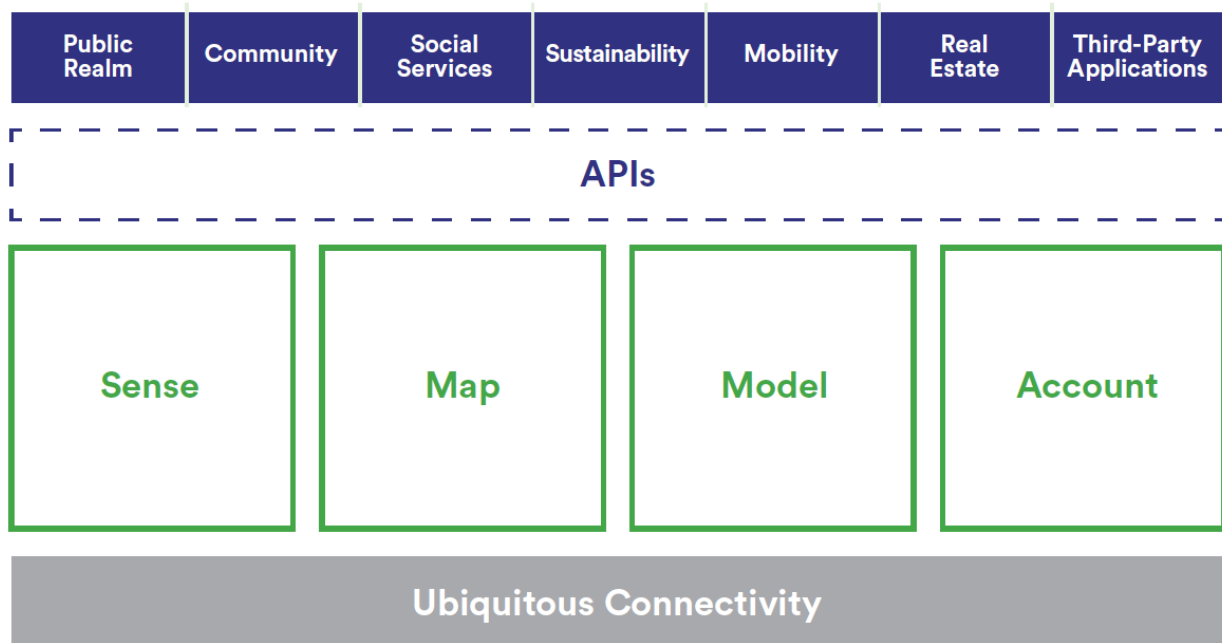 Public
Realm
Community
Social
Services
Sustainability
Mobility
Real
Estate
Third-Party
Applications
APIs
Sense
Map
Model
Account
Ubiquitous Connectivity